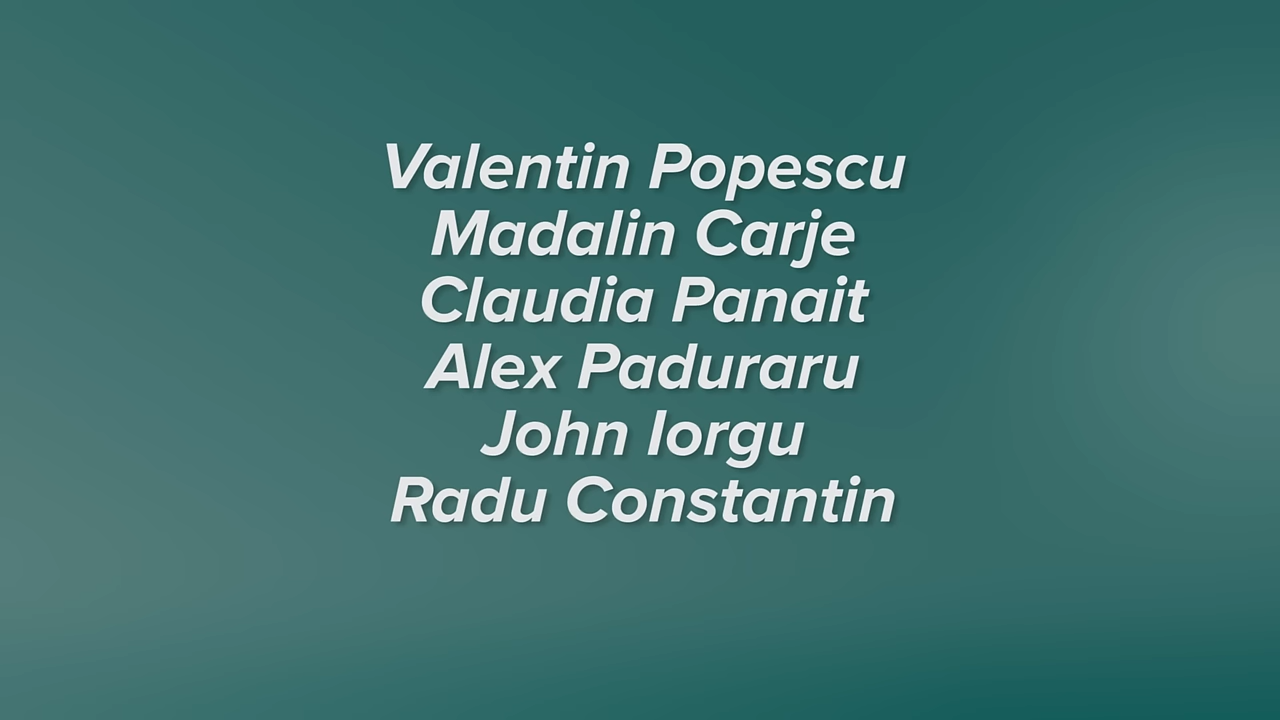 Valentin Popescu
Madalin Carje
Claudia Panait
Alex Paduraru
John Iorgu
Radu Constantin